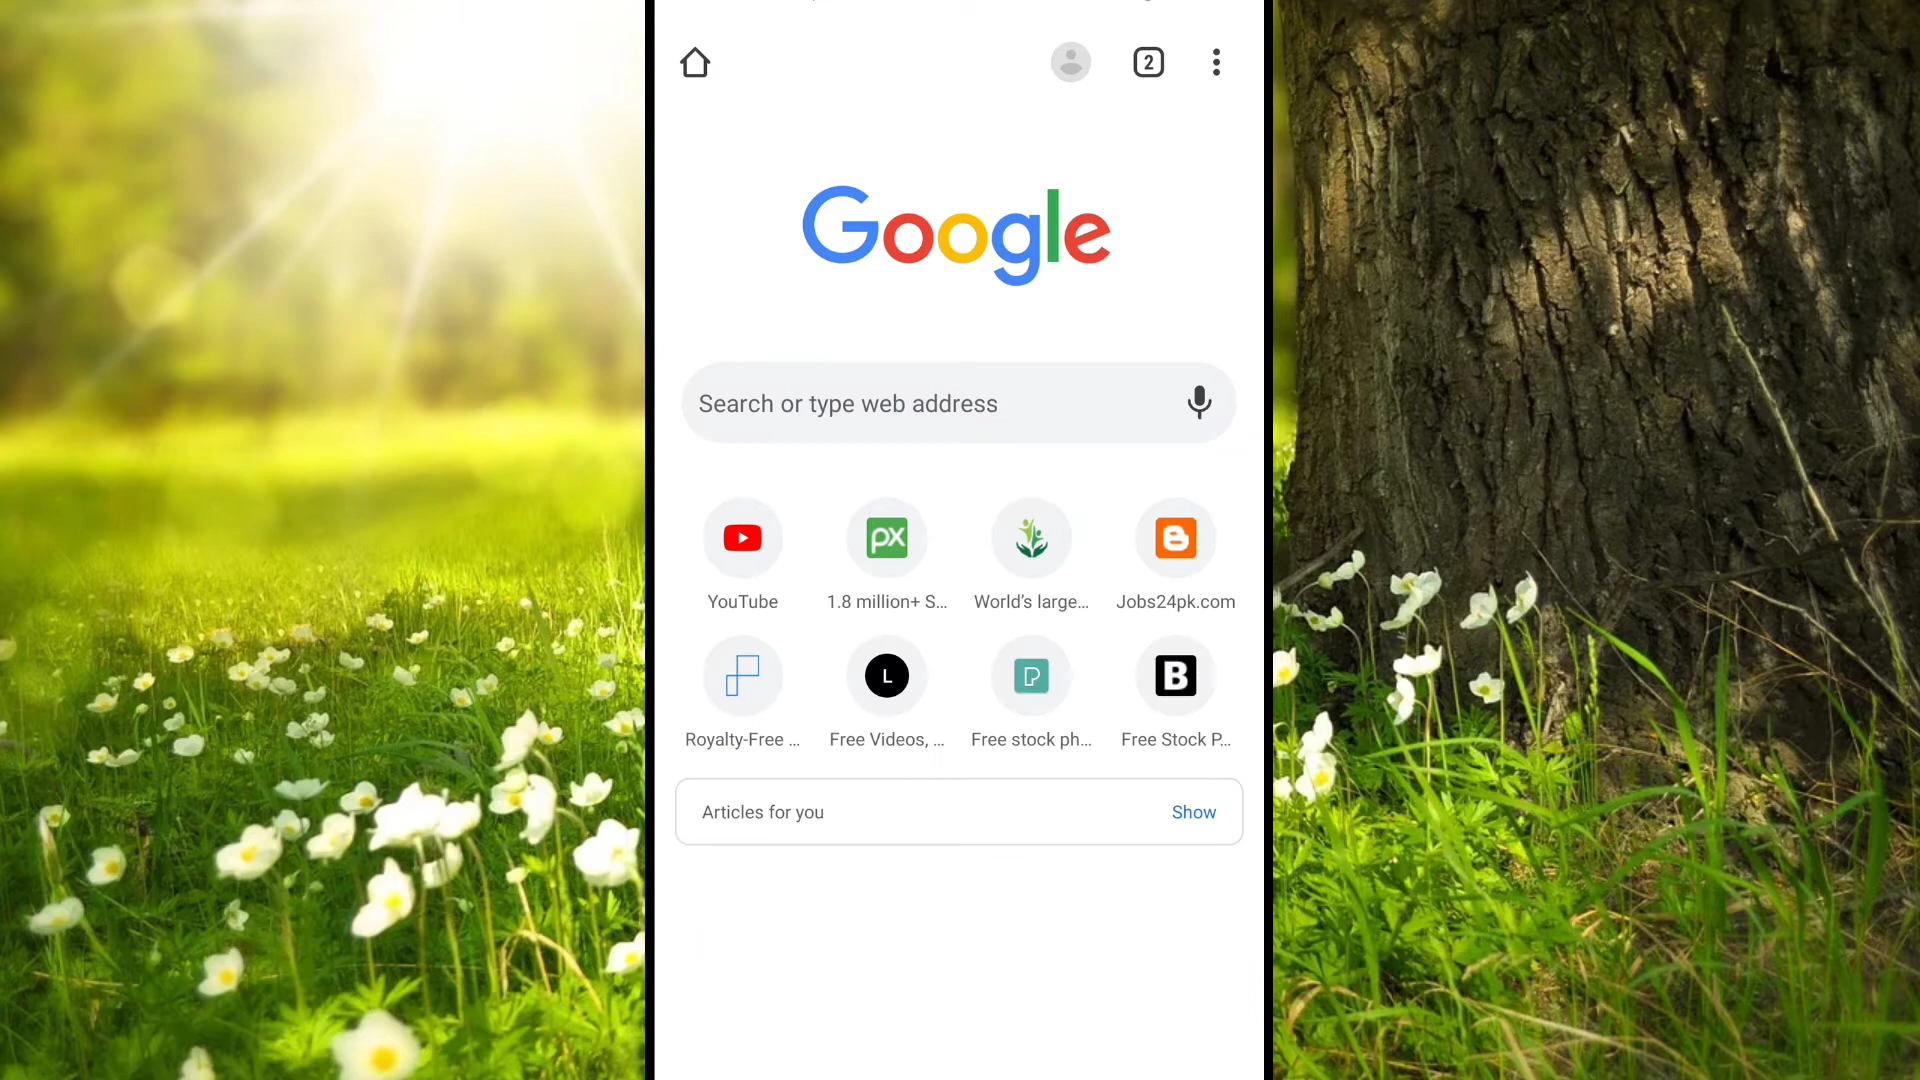 2
Google
Search or type web address
px
YouTube
1.8 million+ S...
World's large...
Jobs24pk.com
L
P
B
Royalty-Free ...
Free Videos, ...
Free stock ph...
Free Stock P...
Articles for you
Show